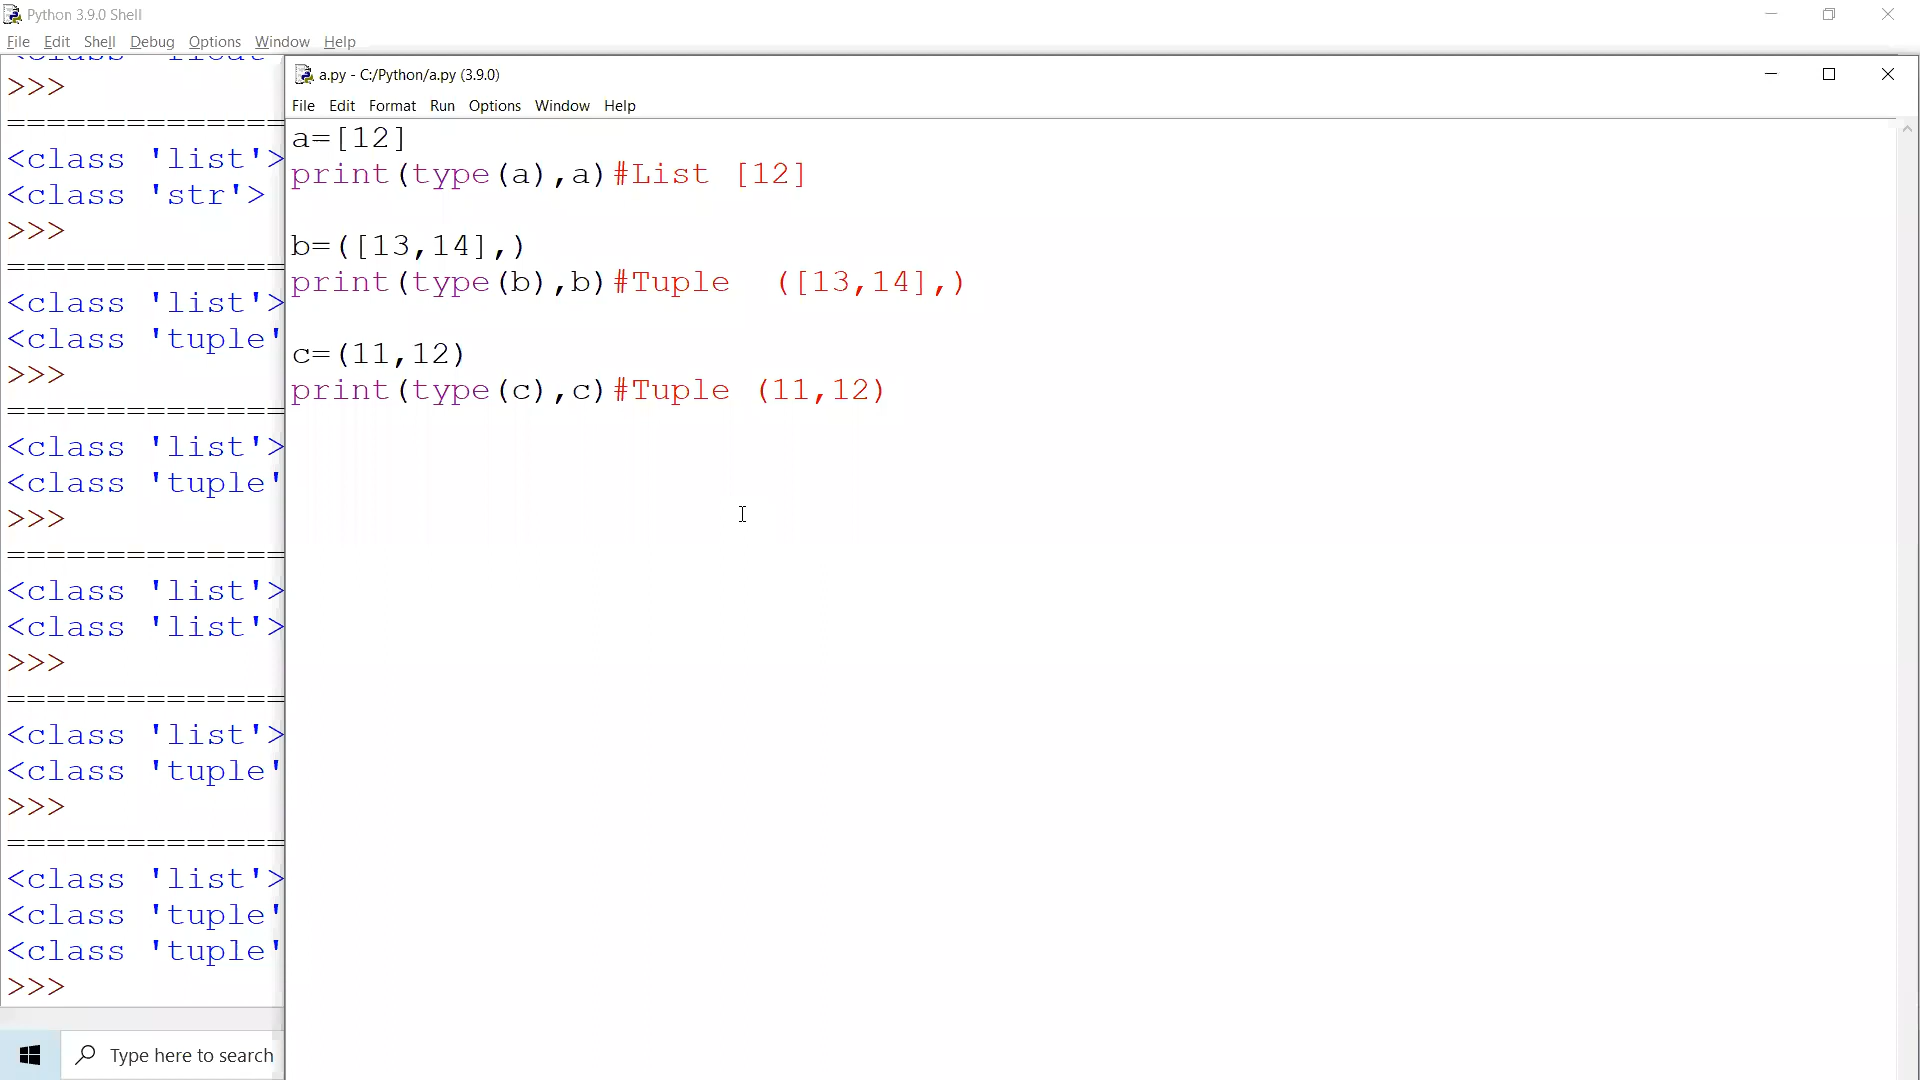 Python 3.9.0 Shell
File Edit Shell Debug Options Window Help
>>>
==============
<class 'list'>
<class 'str'>
>>>
==============
<class 'list'>
<class 'tuple'
>>>
==============
<class 'list'>
<class 'tuple'
>>>
==============
<class 'list'>
<class 'list'>
>>>
==============
<class 'list'>
<class 'tuple'
>>>
==============
<class 'list'>
<class 'tuple'
<class 'tuple'
>>>
a.py - C:/Python/a.py (3.9.0)
File Edit Format Run Options Window Help
a=[12]
print(type(a),a)#List [12]
b=([13,14],)
print(type(b),b)#Tuple  ([13,14],)
c=(11,12)
print(type(c),c)#Tuple (11,12)
Type here to search